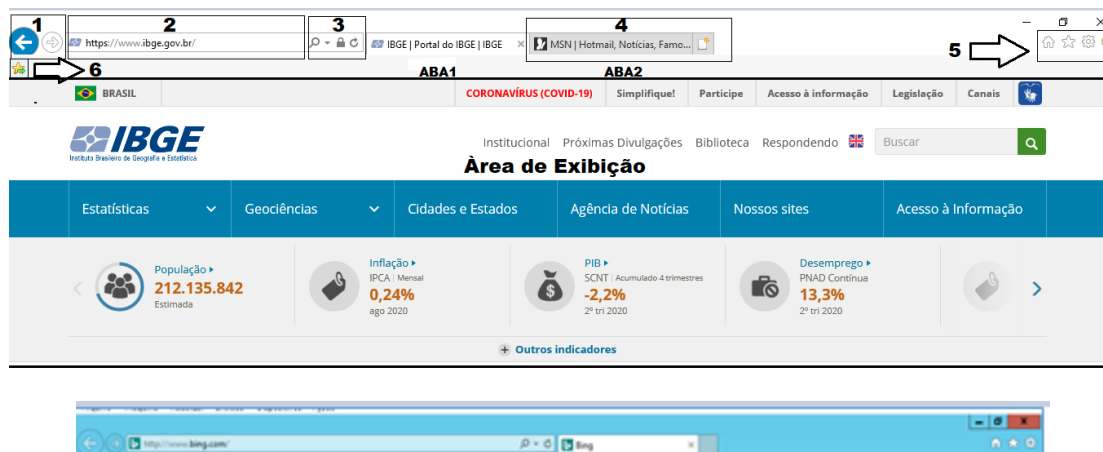 1 2 3 4 5
https://www.ibge.gov.br/ IBGE | Portal do IBGE | IBGE MSN | Hotmail, Notícias, Famo...
6 ABA1 ABA2
BRASIL CORONAVÍRUS (COVID-19) Simplifique! Participe Acesso à informação Legislação Canais
IBGE Institucional Próximas Divulgações Biblioteca Respondendo Buscar
Instituto Brasileiro de Geografia e Estatística
Àrea de Exibição
Estatísticas Geociências Cidades e Estados Agência de Notícias Nossos sites Acesso à Informação
População
212.135.842
Estimada
Inflação
IPCA | Mensal
0,24%
ago 2020
PIB
SCNT | Acumulado 4 trimestres
-2,2%
2º tri 2020
Desemprego
PNAD Contínua
13,3%
2º tri 2020
+ Outros indicadores
http://www.bing.com/ Bing